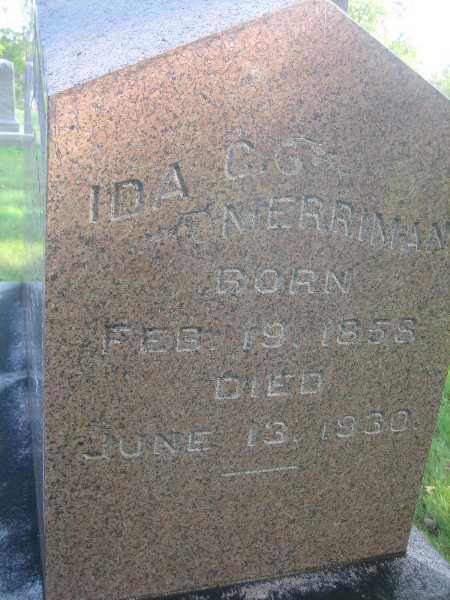 IDA C.
MERRIMAN
BORN
FEB. 19. 1858.
DIED
JUNE 13. 1930.